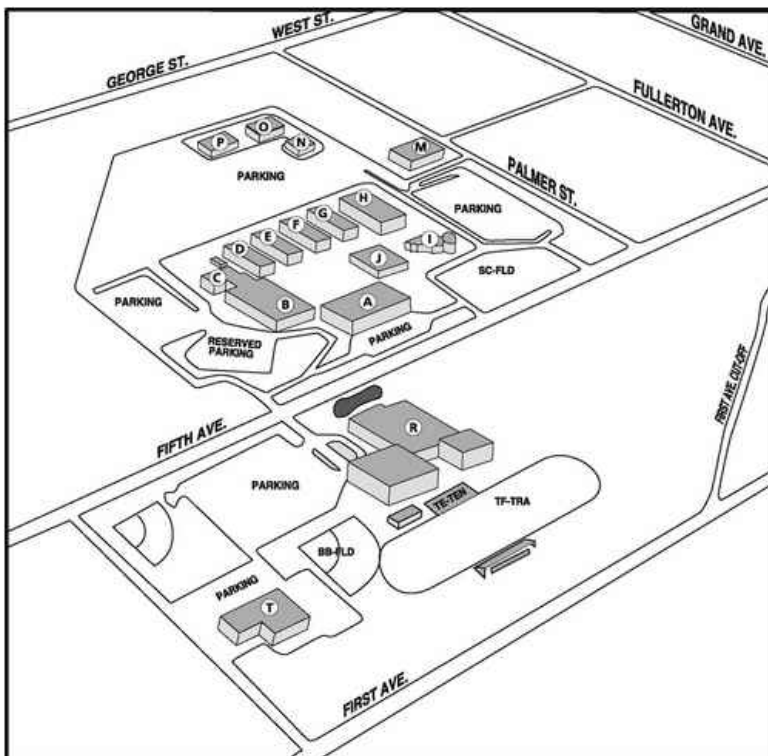 WEST ST.
GRAND AVE.
GEORGE ST.
FULLERTON AVE.
O
P
N
M
PALMER ST.
PARKING
H
PARKING
G
F
E
I
D
J
SC-FLD
C
PARKING
B
A
PARKING
RESERVED
PARKING
FIRST AVE. CUT-OFF
FIFTH AVE.
R
PARKING
TE-TEN
TF-TRA
BB-FLD
PARKING
T
FIRST AVE.